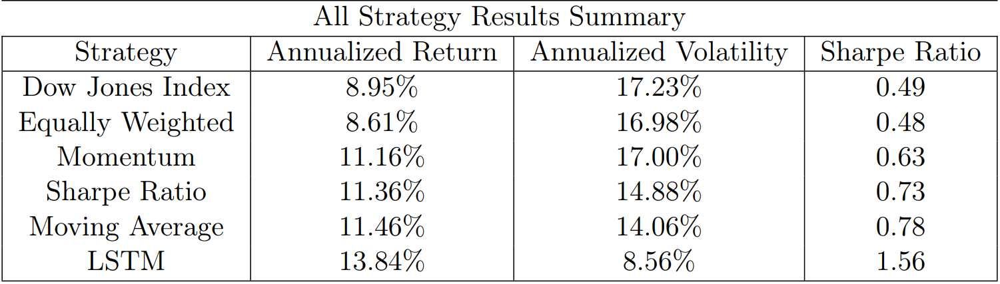 All Strategy Results Summary
Strategy Annualized Return Annualized Volatility Sharpe Ratio
Dow Jones Index 8.95% 17.23% 0.49
Equally Weighted 8.61% 16.98% 0.48
Momentum 11.16% 17.00% 0.63
Sharpe Ratio 11.36% 14.88% 0.73
Moving Average 11.46% 14.06% 0.78
LSTM 13.84% 8.56% 1.56